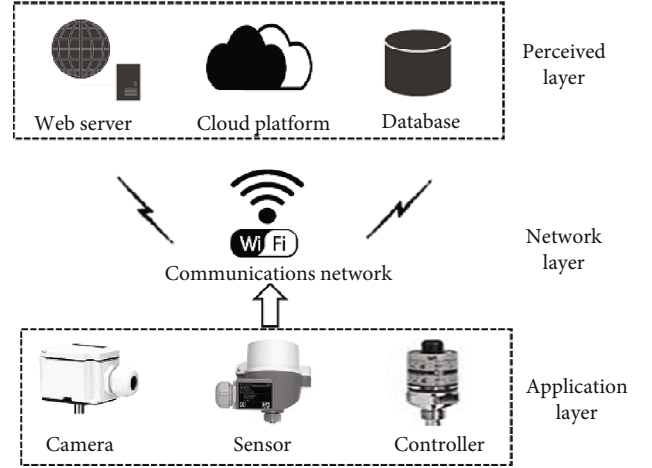 Web server
Cloud platform
Database
Perceived
layer
Wi Fi
Communications network
Network
layer
Camera
Sensor
Controller
Application
layer